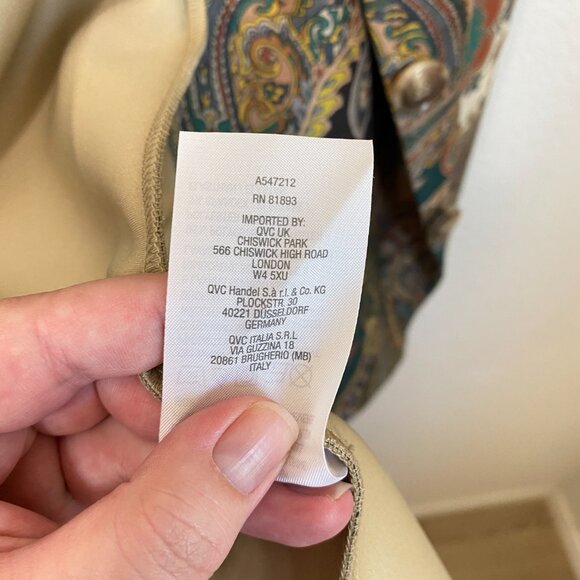 A547212
RN 81893
IMPORTED BY:
QVC UK
CHISWICK PARK
566 CHISWICK HIGH ROAD
LONDON
W4 5XU
QVC Handel S.à r.l. & Co. KG
PLOCKSTR. 30
40221 DÜSSELDORF
GERMANY
QVC ITALIA S.R.L
VIA GUZZINA 18
20861 BRUGHERIO (MB)
ITALY